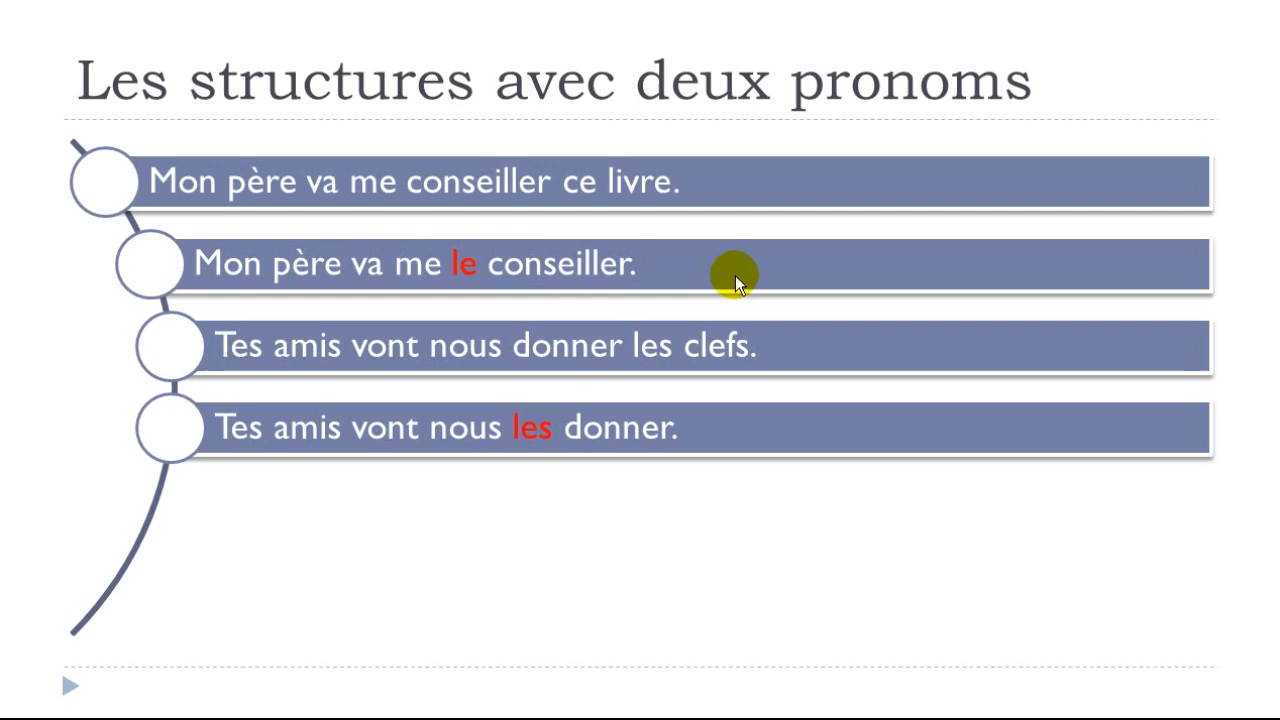 Les structures avec deux pronoms
Mon père va me conseiller ce livre.
Mon père va me le conseiller.
Tes amis vont nous donner les clefs.
Tes amis vont nous les donner.